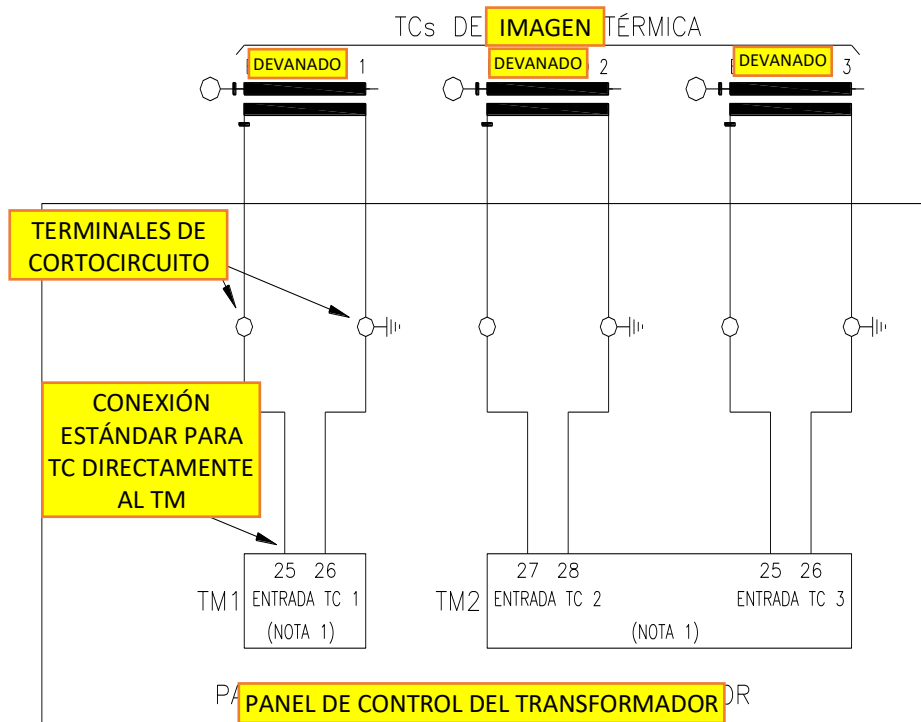 TCs DE IMAGEN TÉRMICA
DEVANADO 1
DEVANADO 2
DEVANADO 3
TERMINALES DE
CORTOCIRCUITO
CONEXIÓN
ESTÁNDAR PARA
TC DIRECTAMENTE
AL TM
25 26
TM1 ENTRADA TC 1
(NOTA 1)
27 28 25 26
TM2 ENTRADA TC 2 ENTRADA TC 3
(NOTA 1)
PANEL DE CONTROL DEL TRANSFORMADOR